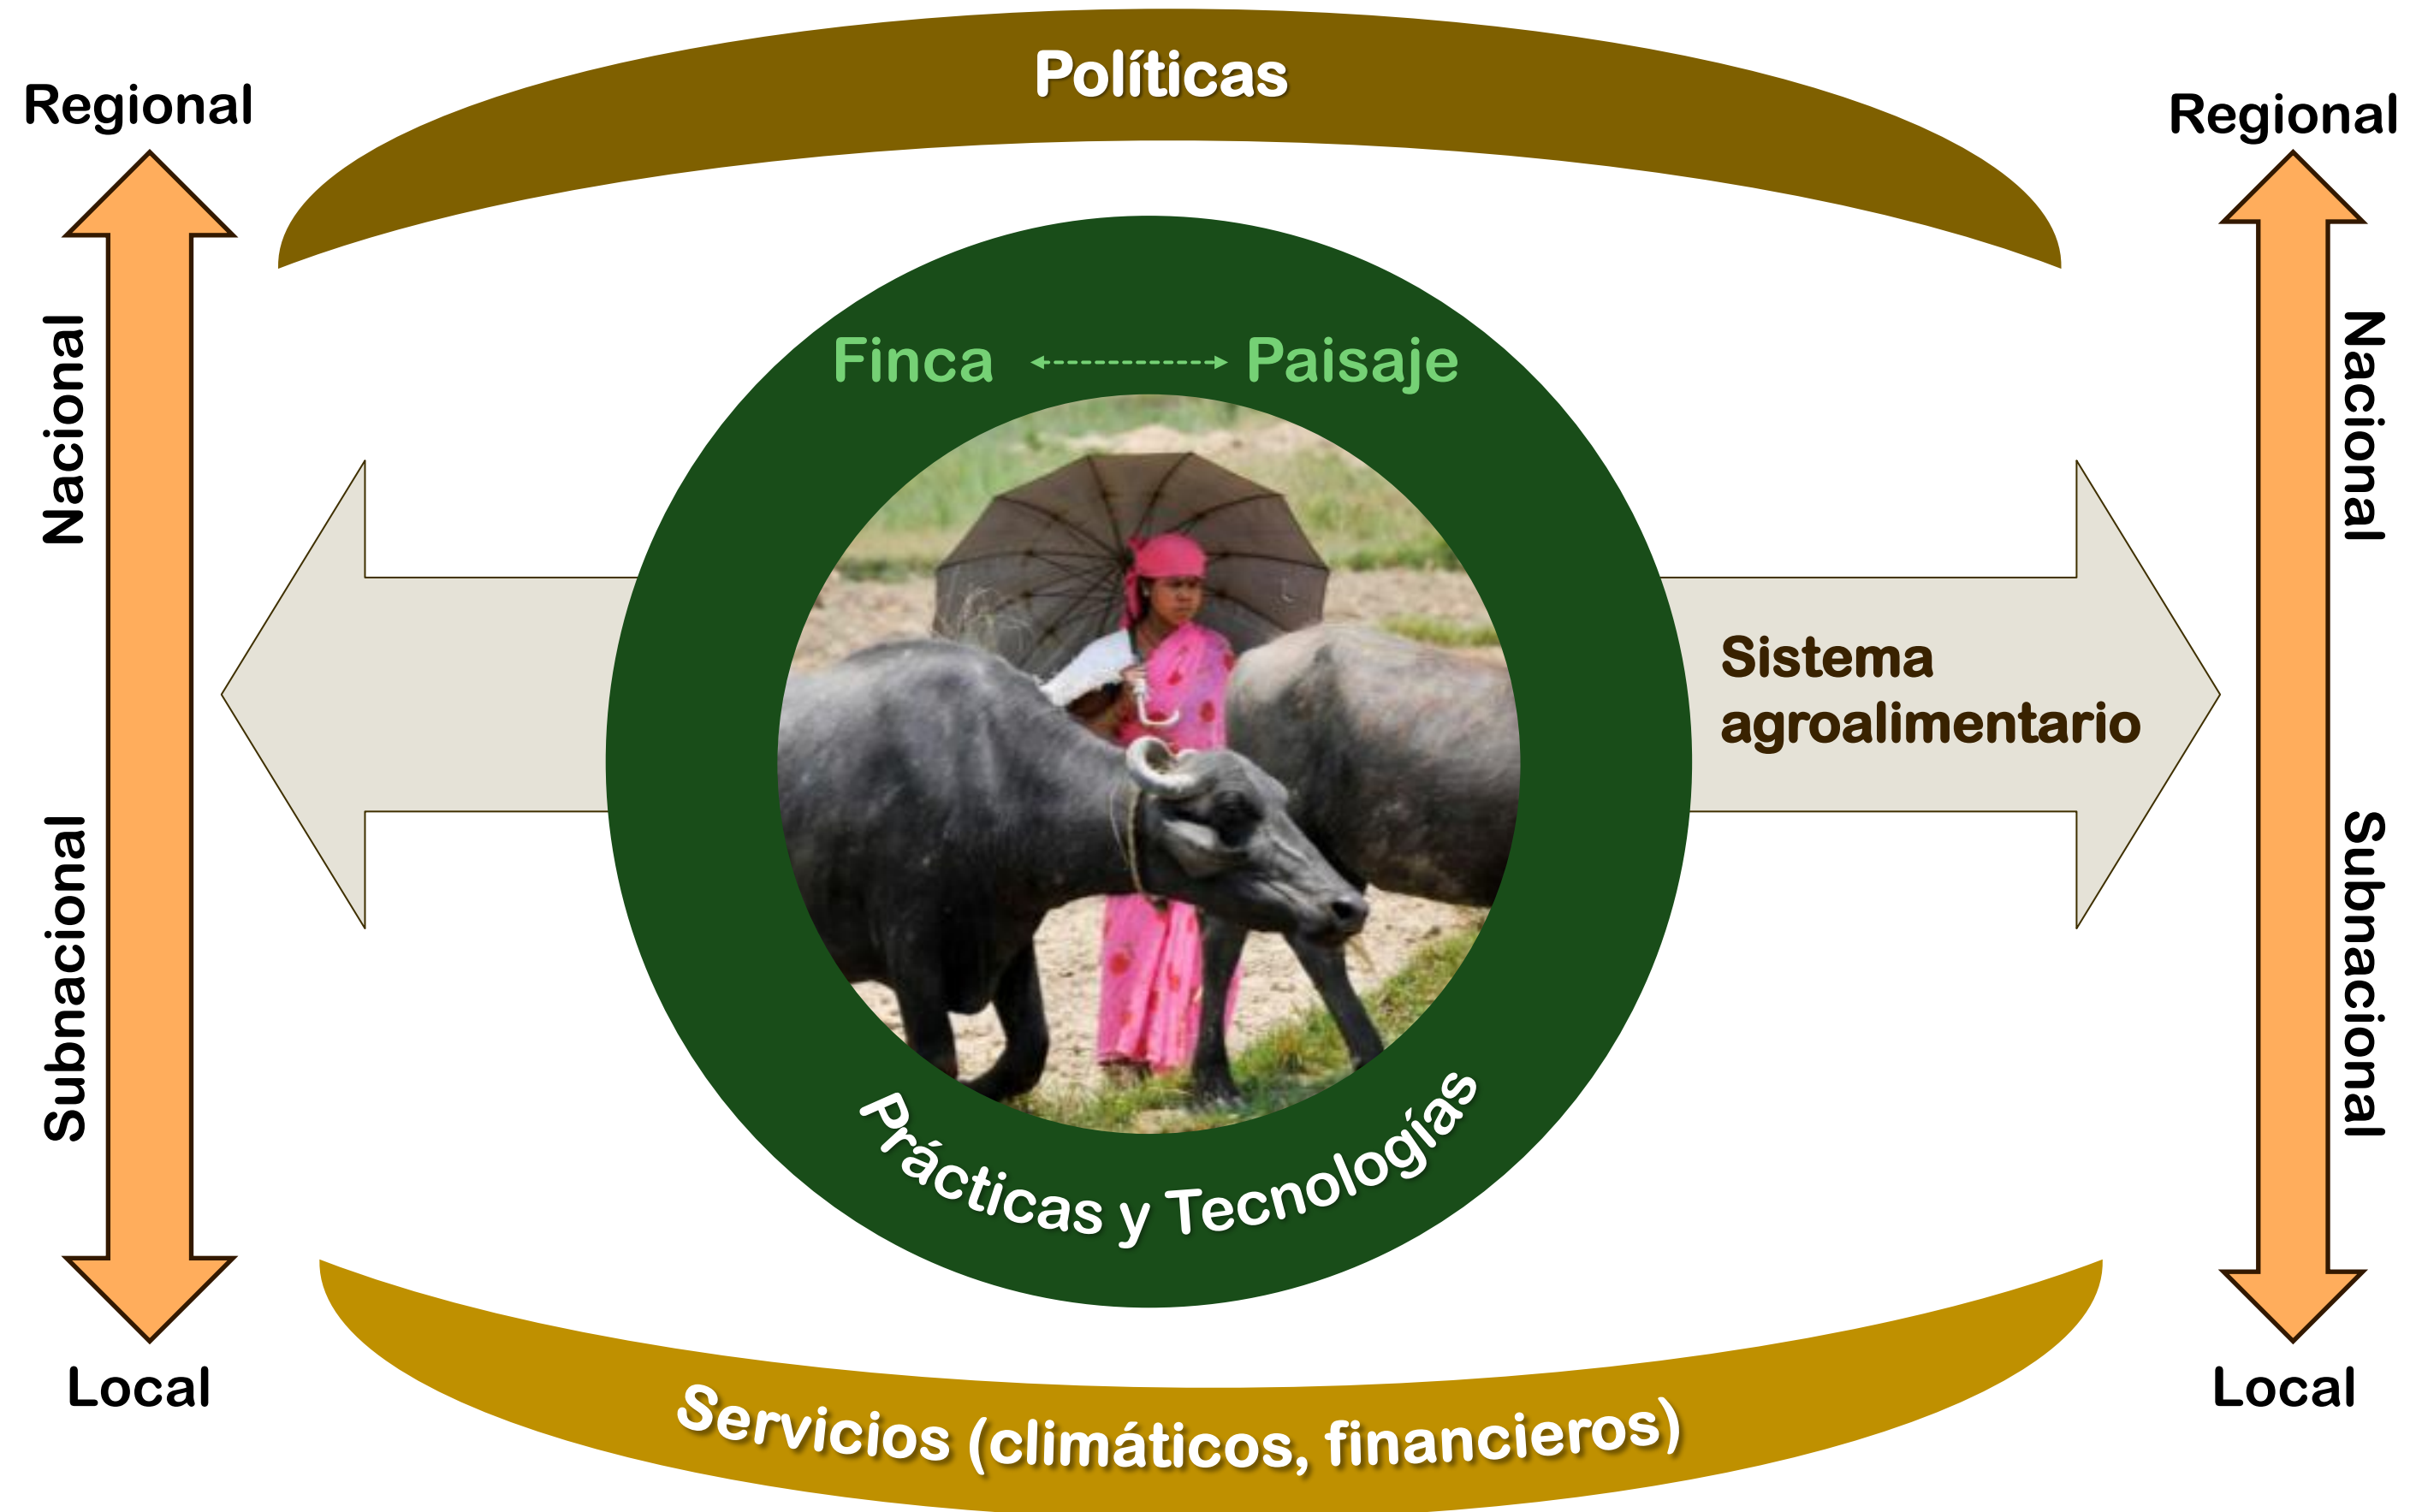 Políticas
Regional
Regional
Nacional
Nacional
Finca
Paisaje
Sistema
agroalimentario
Subnacional
Subnacional
Prácticas y Tecnologías
Local
Local
Servicios (climáticos, financieros)